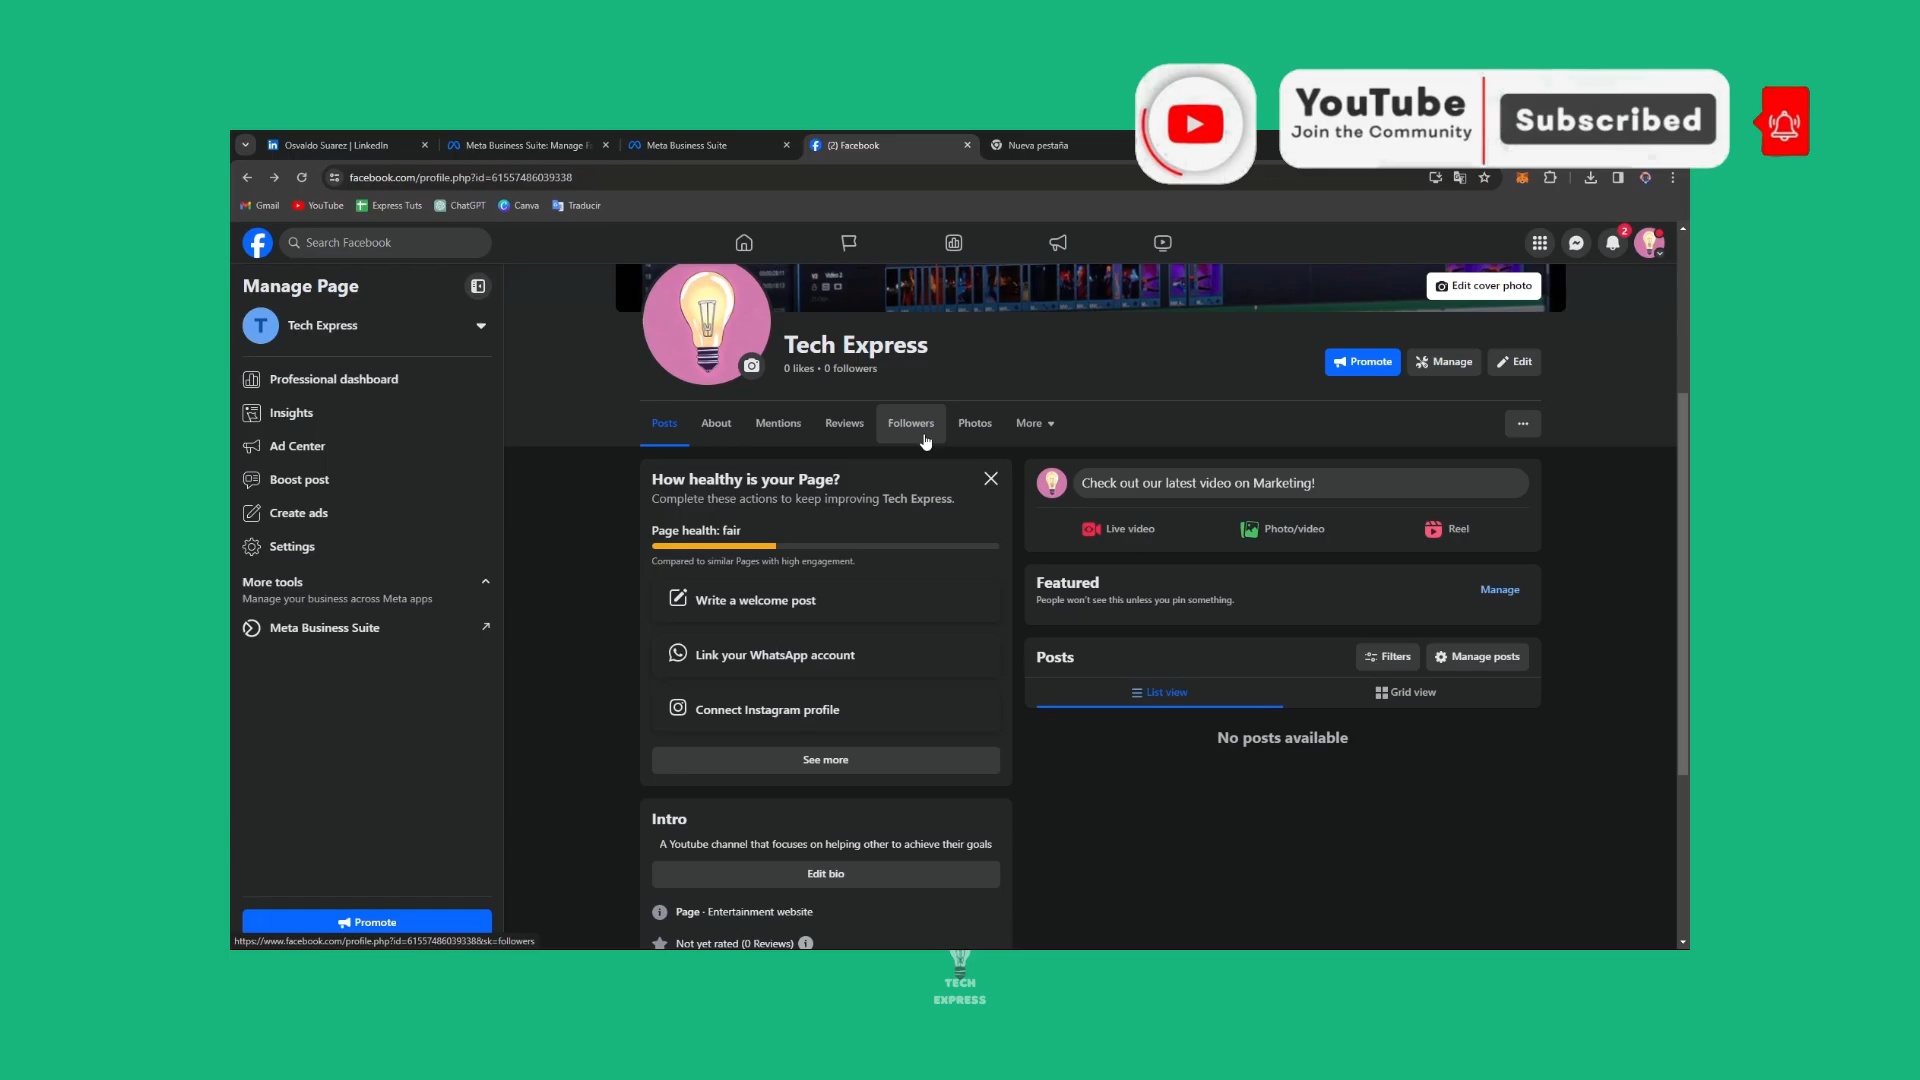 YouTube
Join the Community
Subscribed
Osvaldo Suarez | LinkedIn
Meta Business Suite: Manage F
Meta Business Suite
(2) Facebook
Nueva pestaña
facebook.com/profile.php?id=61557486039338
Gmail
YouTube
Express Tuts
ChatGPT
Canva
Traducir
Search Facebook
2
Manage Page
T
Tech Express
Professional dashboard
Insights
Ad Center
Boost post
Create ads
Settings
More tools
Manage your business across Meta apps
Meta Business Suite
Promote
https://www.facebook.com/profile.php?id=61557486039338&sk=followers
Video 2
Edit cover photo
Tech Express
0 likes • 0 followers
Promote
Manage
Edit
Posts
About
Mentions
Reviews
Followers
Photos
More
How healthy is your Page?
Complete these actions to keep improving Tech Express.
Page health: fair
Compared to similar Pages with high engagement.
Write a welcome post
Link your WhatsApp account
Connect Instagram profile
See more
Intro
A Youtube channel that focuses on helping other to achieve their goals
Edit bio
Page · Entertainment website
Not yet rated (0 Reviews)
Check out our latest video on Marketing!
Live video
Photo/video
Reel
Featured
Manage
People won't see this unless you pin something.
Posts
Filters
Manage posts
List view
Grid view
No posts available
TECH
EXPRESS